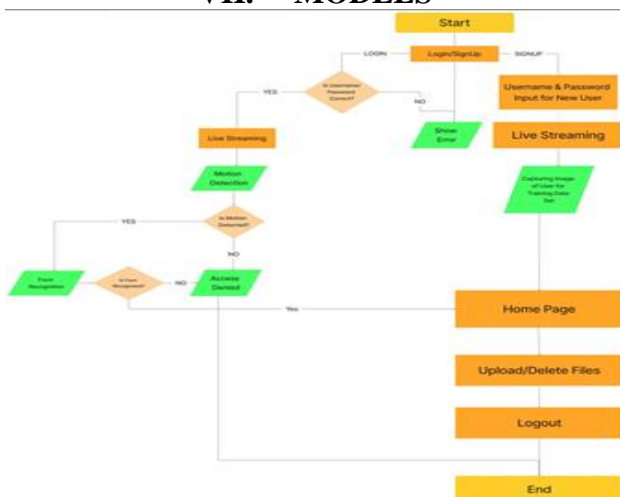 VII. MODELS
Start
LOGIN
Login/SignUp
SIGNUP
Is Username/
Password
Correct?
YES
NO
Username & Password
Input for New User
Live Streaming
Show
Error
Live Streaming
Motion
Detection
Capturing Image
of User for
Training Data
Set
Is Motion
Detected?
YES
NO
Face
Recognition
Is Face
Recognised?
NO
Access
Denied
Yes
Home Page
Upload/Delete Files
Logout
End